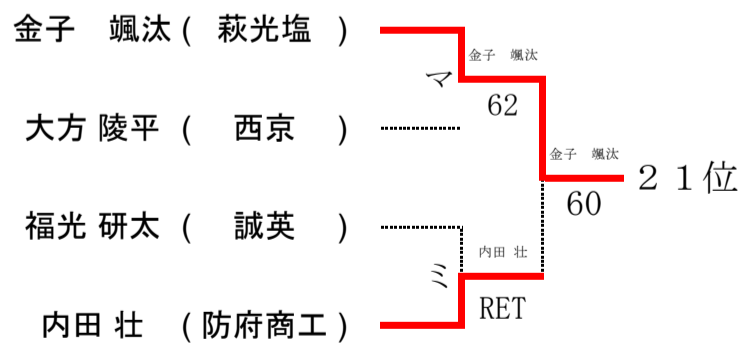 金子　颯汰 (　萩光塩　)
金子　颯汰
マ
62
大方 陵平 (　西京　)
金子　颯汰
２１位
60
福光 研太 (　誠英　)
内田 壮
ミ
RET
内田 壮 ( 防府商工 )